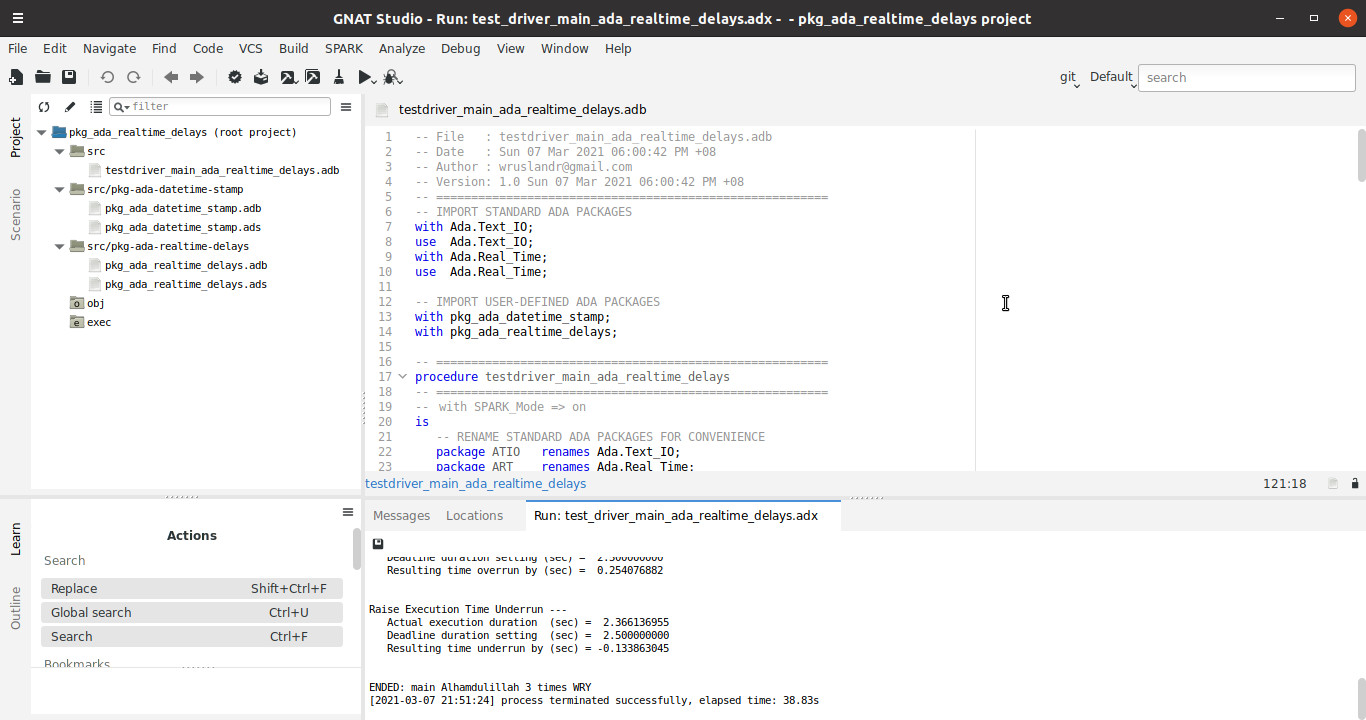 GNAT Studio - Run: test_driver_main_ada_realtime_delays.adx -  - pkg_ada_realtime_delays project
File Edit Navigate Find Code VCS Build SPARK Analyze Debug View Window Help
git Default search
Project
Scenario
filter
pkg_ada_realtime_delays (root project)
src
testdriver_main_ada_realtime_delays.adb
src/pkg-ada-datetime-stamp
pkg_ada_datetime_stamp.adb
pkg_ada_datetime_stamp.ads
src/pkg-ada-realtime-delays
pkg_ada_realtime_delays.adb
pkg_ada_realtime_delays.ads
o obj
e exec
testdriver_main_ada_realtime_delays.adb
1 -- File   : testdriver_main_ada_realtime_delays.adb
2 -- Date   : Sun 07 Mar 2021 06:00:42 PM +08
3 -- Author : wruslandr@gmail.com
4 -- Version: 1.0 Sun 07 Mar 2021 06:00:42 PM +08
5 -- ========================================================
6 -- IMPORT STANDARD ADA PACKAGES
7 with Ada.Text_IO;
8 use  Ada.Text_IO;
9 with Ada.Real_Time;
10 use  Ada.Real_Time;
11
12 -- IMPORT USER-DEFINED ADA PACKAGES
13 with pkg_ada_datetime_stamp;
14 with pkg_ada_realtime_delays;
15
16 -- ========================================================
17 procedure testdriver_main_ada_realtime_delays
18 -- ========================================================
19 --  with SPARK_Mode => on
20 is
21    -- RENAME STANDARD ADA PACKAGES FOR CONVENIENCE
22    package ATIO   renames Ada.Text_IO;
23    package ART    renames Ada.Real_Time;
testdriver_main_ada_realtime_delays 121:18
Learn
Outline
Actions
Search
Replace Shift+Ctrl+F
Global search Ctrl+U
Search Ctrl+F
Bookmarks
Messages Locations Run: test_driver_main_ada_realtime_delays.adx
Deadline duration setting (sec) =  2.500000000
Resulting time overrun by (sec) =  0.254076882
Raise Execution Time Underrun ---
Actual execution duration  (sec) =  2.366136955
Deadline duration setting  (sec) =  2.500000000
Resulting time underrun by (sec) = -0.133863045
ENDED: main Alhamdulillah 3 times WRY
[2021-03-07 21:51:24] process terminated successfully, elapsed time: 38.83s